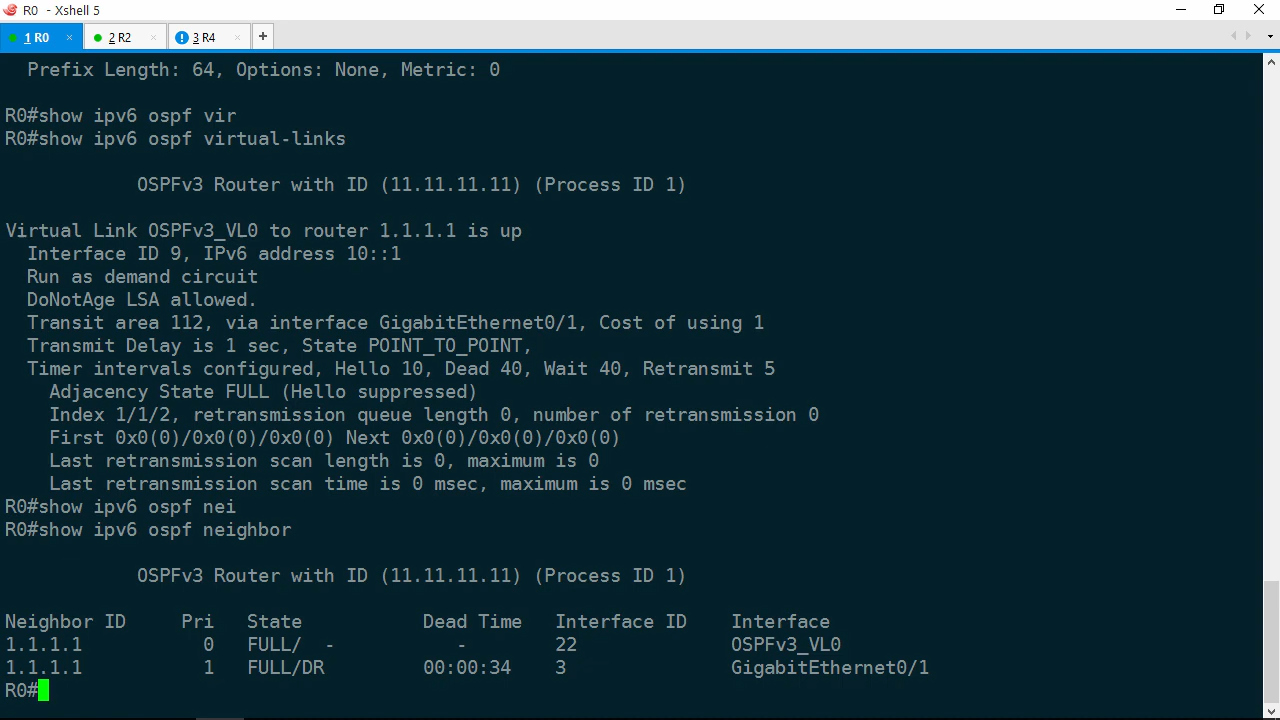 R0 - Xshell 5
1 R0 × 2 R2 × 3 R4 × +
Prefix Length: 64, Options: None, Metric: 0
R0#show ipv6 ospf vir
R0#show ipv6 ospf virtual-links
OSPFv3 Router with ID (11.11.11.11) (Process ID 1)
Virtual Link OSPFv3_VL0 to router 1.1.1.1 is up
Interface ID 9, IPv6 address 10::1
Run as demand circuit
DoNotAge LSA allowed.
Transit area 112, via interface GigabitEthernet0/1, Cost of using 1
Transmit Delay is 1 sec, State POINT_TO_POINT,
Timer intervals configured, Hello 10, Dead 40, Wait 40, Retransmit 5
Adjacency State FULL (Hello suppressed)
Index 1/1/2, retransmission queue length 0, number of retransmission 0
First 0x0(0)/0x0(0)/0x0(0) Next 0x0(0)/0x0(0)/0x0(0)
Last retransmission scan length is 0, maximum is 0
Last retransmission scan time is 0 msec, maximum is 0 msec
R0#show ipv6 ospf nei
R0#show ipv6 ospf neighbor
OSPFv3 Router with ID (11.11.11.11) (Process ID 1)
Neighbor ID Pri State Dead Time Interface ID Interface
1.1.1.1 0 FULL/ - - 22 OSPFv3_VL0
1.1.1.1 1 FULL/DR 00:00:34 3 GigabitEthernet0/1
R0#